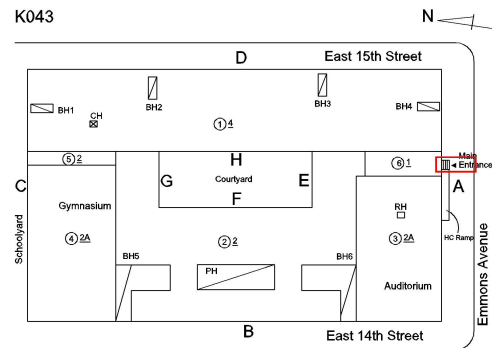 K043
N
D
East 15th Street
BH1
CH
BH2
BH3
BH4
1 4
5 2
H
6 1
Main
Entrance
C
G
Courtyard
E
A
F
Gymnasium
RH
Schoolyard
4 2A
2 2
3 2A
HC Ramp
BH5
PH
BH6
Auditorium
Emmons Avenue
B
East 14th Street